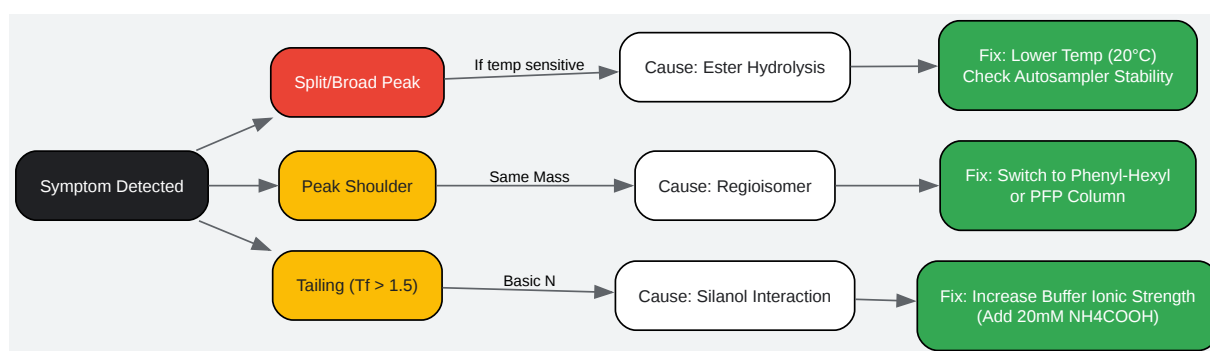 Symptom Detected
Split/Broad Peak
If temp sensitive
Cause: Ester Hydrolysis
Fix: Lower Temp (20°C)
Check Autosampler Stability
Peak Shoulder
Same Mass
Cause: Regioisomer
Fix: Switch to Phenyl-Hexyl
or PFP Column
Tailing (Tf > 1.5)
Basic N
Cause: Silanol Interaction
Fix: Increase Buffer Ionic Strength
(Add 20mM NH4COOH)